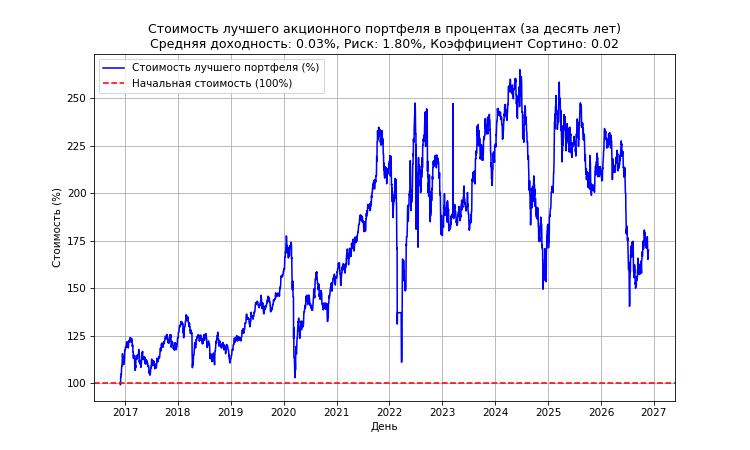 Стоимость лучшего акционного портфеля в процентах (за десять лет)
Средняя доходность: 0.03%, Риск: 1.80%, Коэффициент Сортино: 0.02
Стоимость лучшего портфеля (%)
Начальная стоимость (100%)
Стоимость (%)
250
225
200
175
150
125
100
2017 2018 2019 2020 2021 2022 2023 2024 2025 2026 2027
День